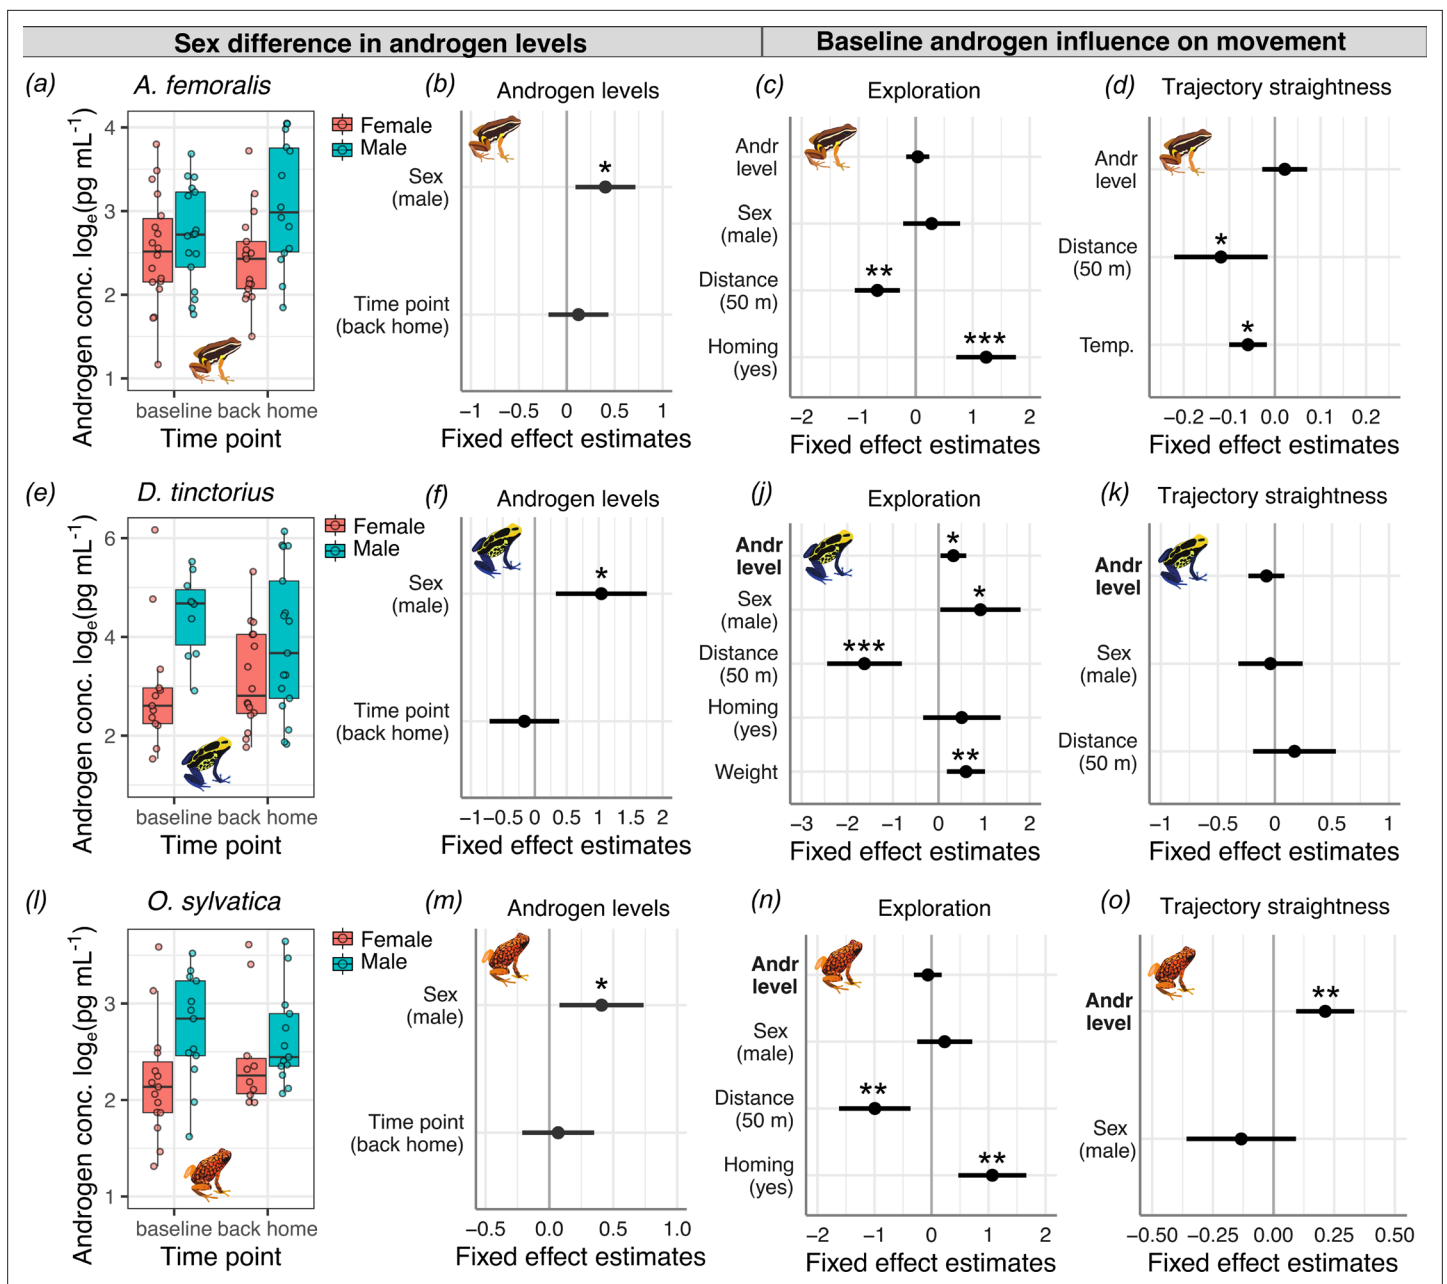 Sex difference in androgen levels
Baseline androgen influence on movement
(a)
A. femoralis
Androgen conc. logₑ(pg mL⁻¹)
4
3
2
1
Female
Male
baseline
back home
Time point
(b)
Androgen levels
Sex
(male)
*
Time point
(back home)
−1
−0.5
0
0.5
1
Fixed effect estimates
(c)
Exploration
Andr
level
Sex
(male)
Distance
(50 m)
**
Homing
(yes)
***
−2
−1
0
1
2
Fixed effect estimates
(d)
Trajectory straightness
Andr
level
Distance
(50 m)
*
Temp.
*
−0.2
−0.1
0.0
0.1
0.2
Fixed effect estimates
(e)
D. tinctorius
Androgen conc. logₑ(pg mL⁻¹)
6
4
2
Female
Male
baseline
back home
Time point
(f)
Androgen levels
Sex
(male)
*
Time point
(back home)
−1
−0.5
0
0.5
1
1.5
2
Fixed effect estimates
(j)
Exploration
Andr
level
*
Sex
(male)
*
Distance
(50 m)
***
Homing
(yes)
Weight
**
−3
−2
−1
0
1
2
Fixed effect estimates
(k)
Trajectory straightness
Andr
level
Sex
(male)
Distance
(50 m)
−1
−0.5
0
0.5
1
Fixed effect estimates
(l)
O. sylvatica
Androgen conc. logₑ(pg mL⁻¹)
3
2
1
Female
Male
baseline
back home
Time point
(m)
Androgen levels
Sex
(male)
*
Time point
(back home)
−0.5
0.0
0.5
1.0
Fixed effect estimates
(n)
Exploration
Andr
level
Sex
(male)
Distance
(50 m)
**
Homing
(yes)
**
−2
−1
0
1
2
Fixed effect estimates
(o)
Trajectory straightness
Andr
level
**
Sex
(male)
−0.50
−0.25
0.00
0.25
0.50
Fixed effect estimates